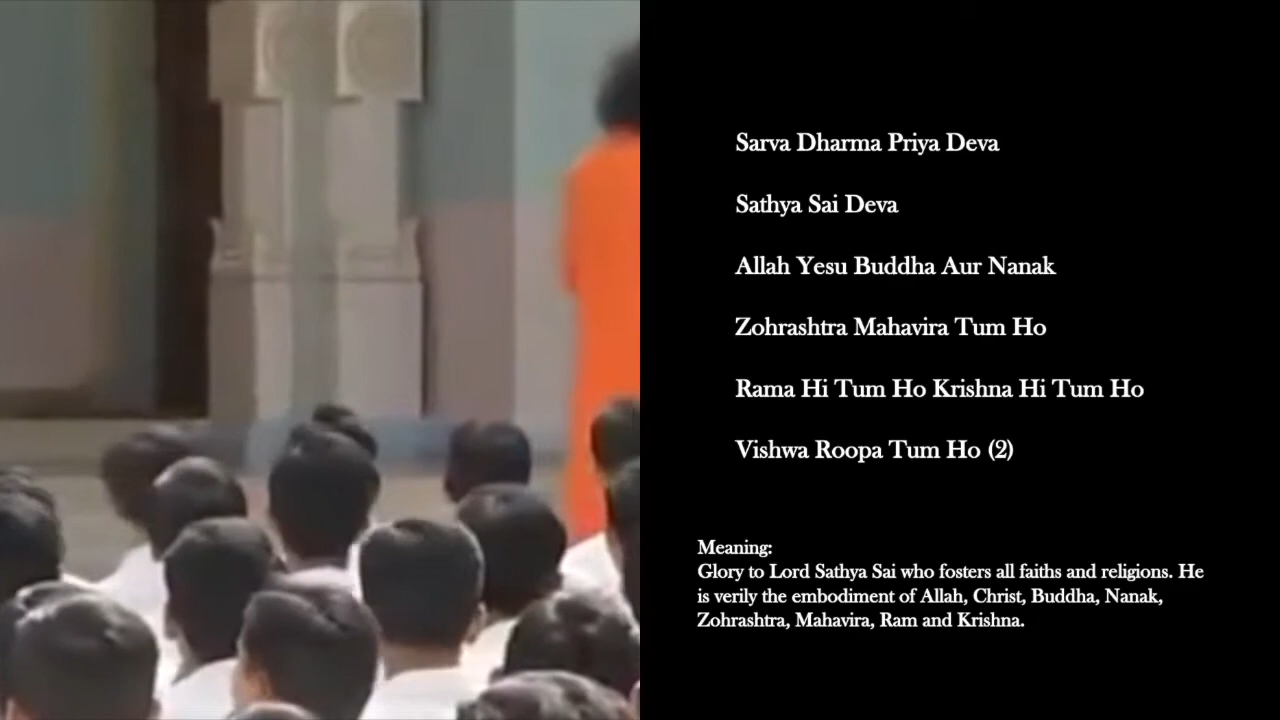 Sarva Dharma Priya Deva
Sathya Sai Deva
Allah Yesu Buddha Aur Nanak
Zohrashtra Mahavira Tum Ho
Rama Hi Tum Ho Krishna Hi Tum Ho
Vishwa Roopa Tum Ho (2)
Meaning:
Glory to Lord Sathya Sai who fosters all faiths and religions. He
is verily the embodiment of Allah, Christ, Buddha, Nanak,
Zohrashtra, Mahavira, Ram and Krishna.